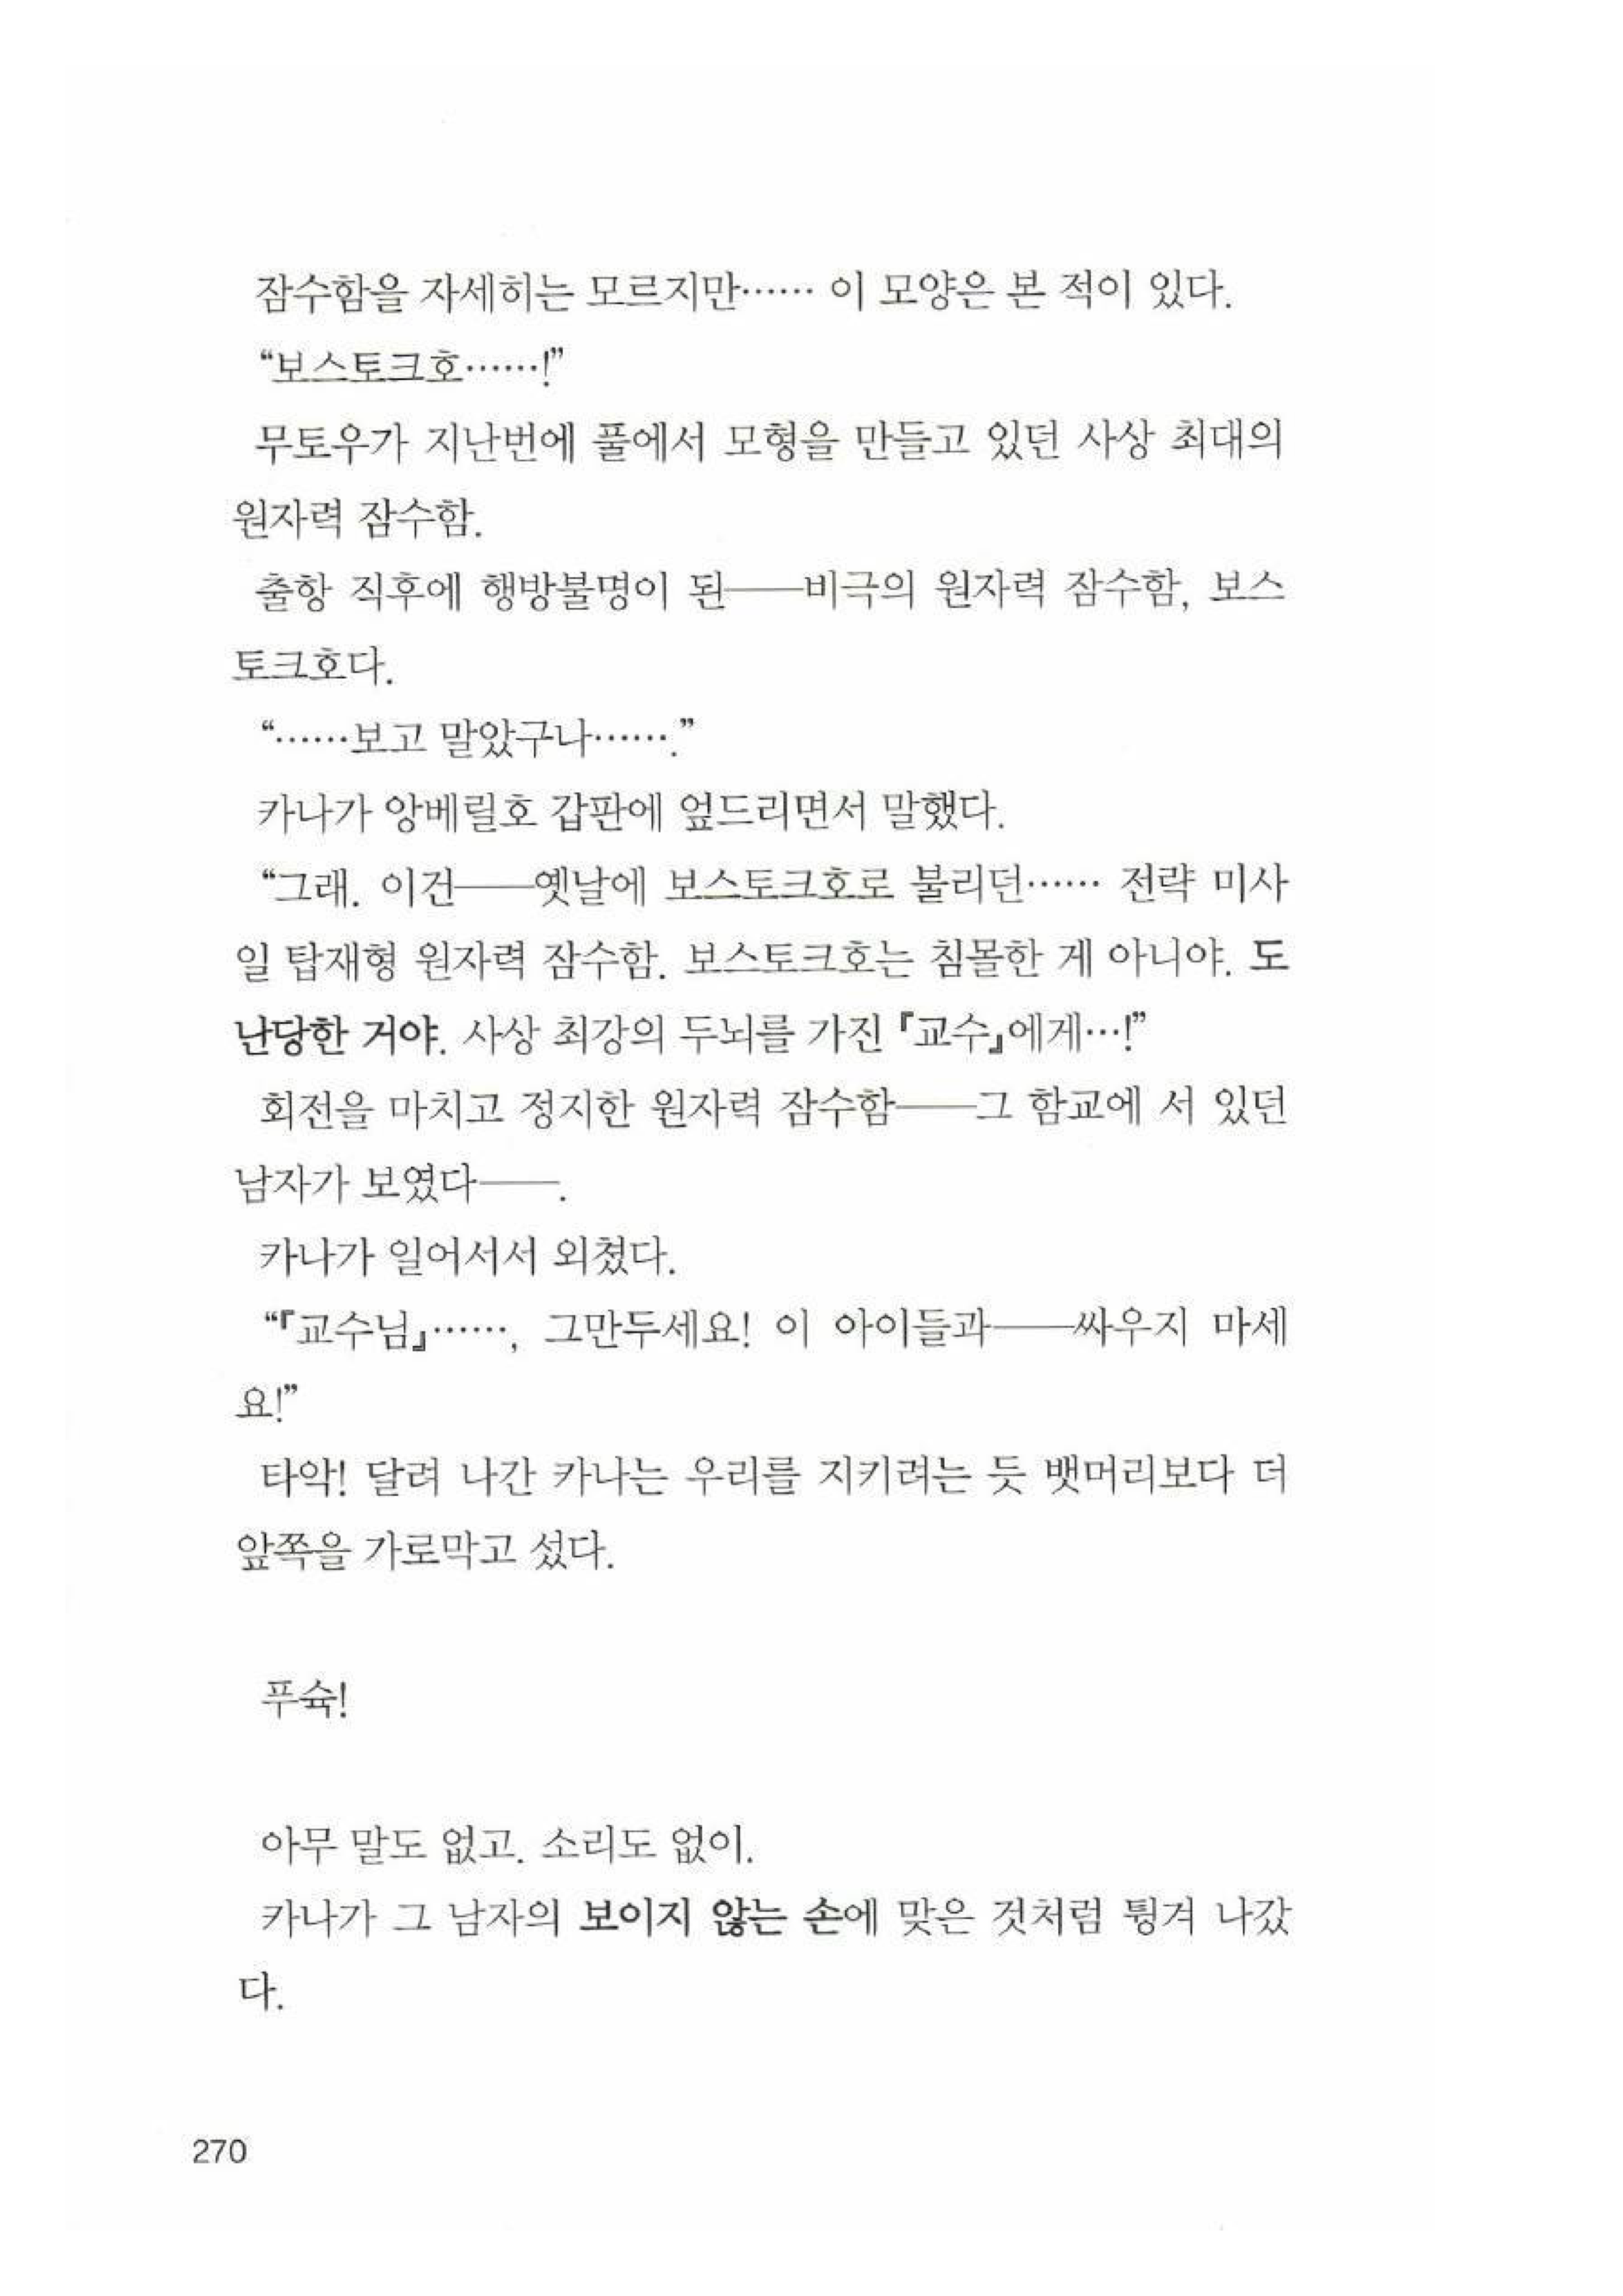 잠수함을 자세히는 모르지만…… 이 모양은 본 적이 있다.
“보스토크호……!”
무토우가 지난번에 풀에서 모형을 만들고 있던 사상 최대의
원자력 잠수함.
출항 직후에 행방불명이 된──비극의 원자력 잠수함, 보스
토크호다.
“……보고 말았구나…….”
카나가 앙베릴호 갑판에 엎드리면서 말했다.
“그래. 이건──옛날에 보스토크호로 불리던…… 전략 미사
일 탑재형 원자력 잠수함. 보스토크호는 침몰한 게 아니야. 도
난당한 거야. 사상 최강의 두뇌를 가진 『교수』에게…!”
회전을 마치고 정지한 원자력 잠수함──그 함교에 서 있던
남자가 보였다──.
카나가 일어서서 외쳤다.
“『교수님』……, 그만두세요! 이 아이들과──싸우지 마세
요!”
타악! 달려 나간 카나는 우리를 지키려는 듯 뱃머리보다 더
앞쪽을 가로막고 섰다.
푸슉!
아무 말도 없고. 소리도 없이.
카나가 그 남자의 보이지 않는 손에 맞은 것처럼 튕겨 나갔
다.
270